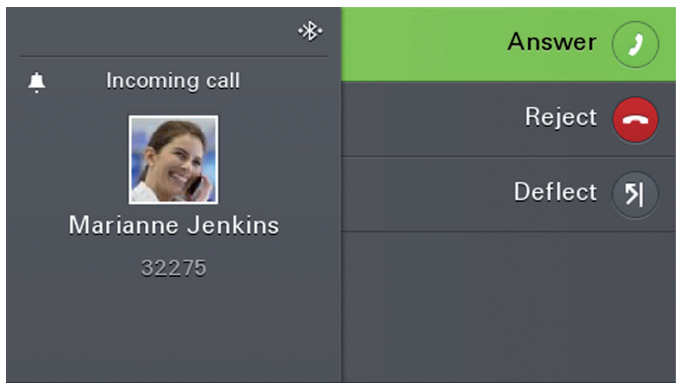 Incoming call
Marianne Jenkins
32275
Answer
Reject
Deflect